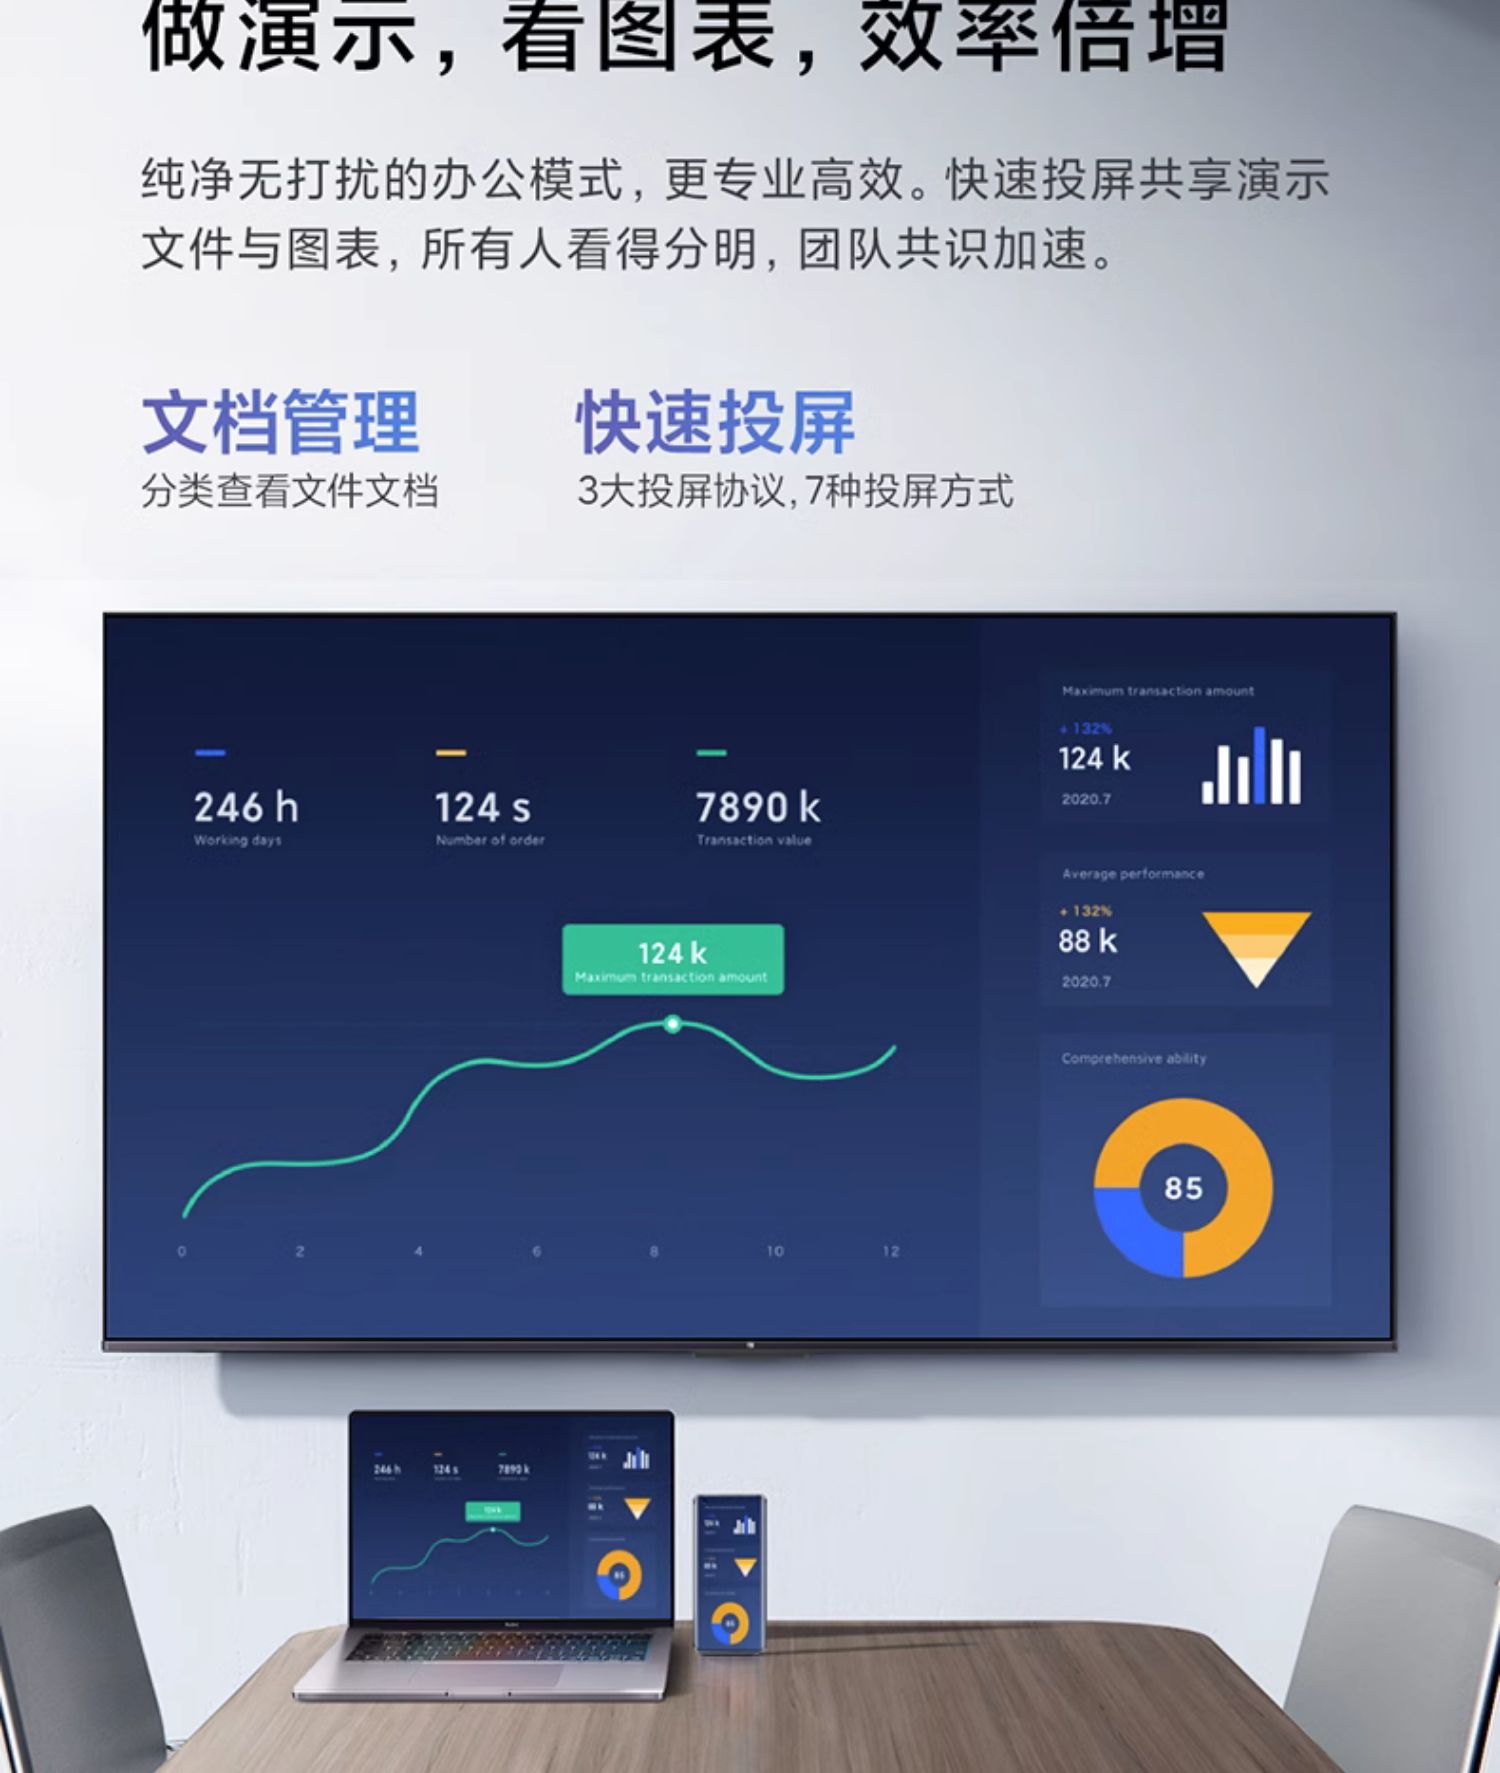 做演示，看图表，效率倍增
纯净无打扰的办公模式，更专业高效。快速投屏共享演示
文件与图表，所有人看得分明，团队共识加速。
文档管理
分类查看文件文档
快速投屏
3大投屏协议，7种投屏方式
246 h
Working days
124 s
Number of order
7890 k
Transaction value
124 k
Maximum transaction amount
0 2 4 6 8 10 12
Maximum transaction amount
+ 132%
124 k
2020.7
Average performance
+ 132%
88 k
2020.7
Comprehensive ability
85
246 h
124 s
7890 k
124 k
88 k
85